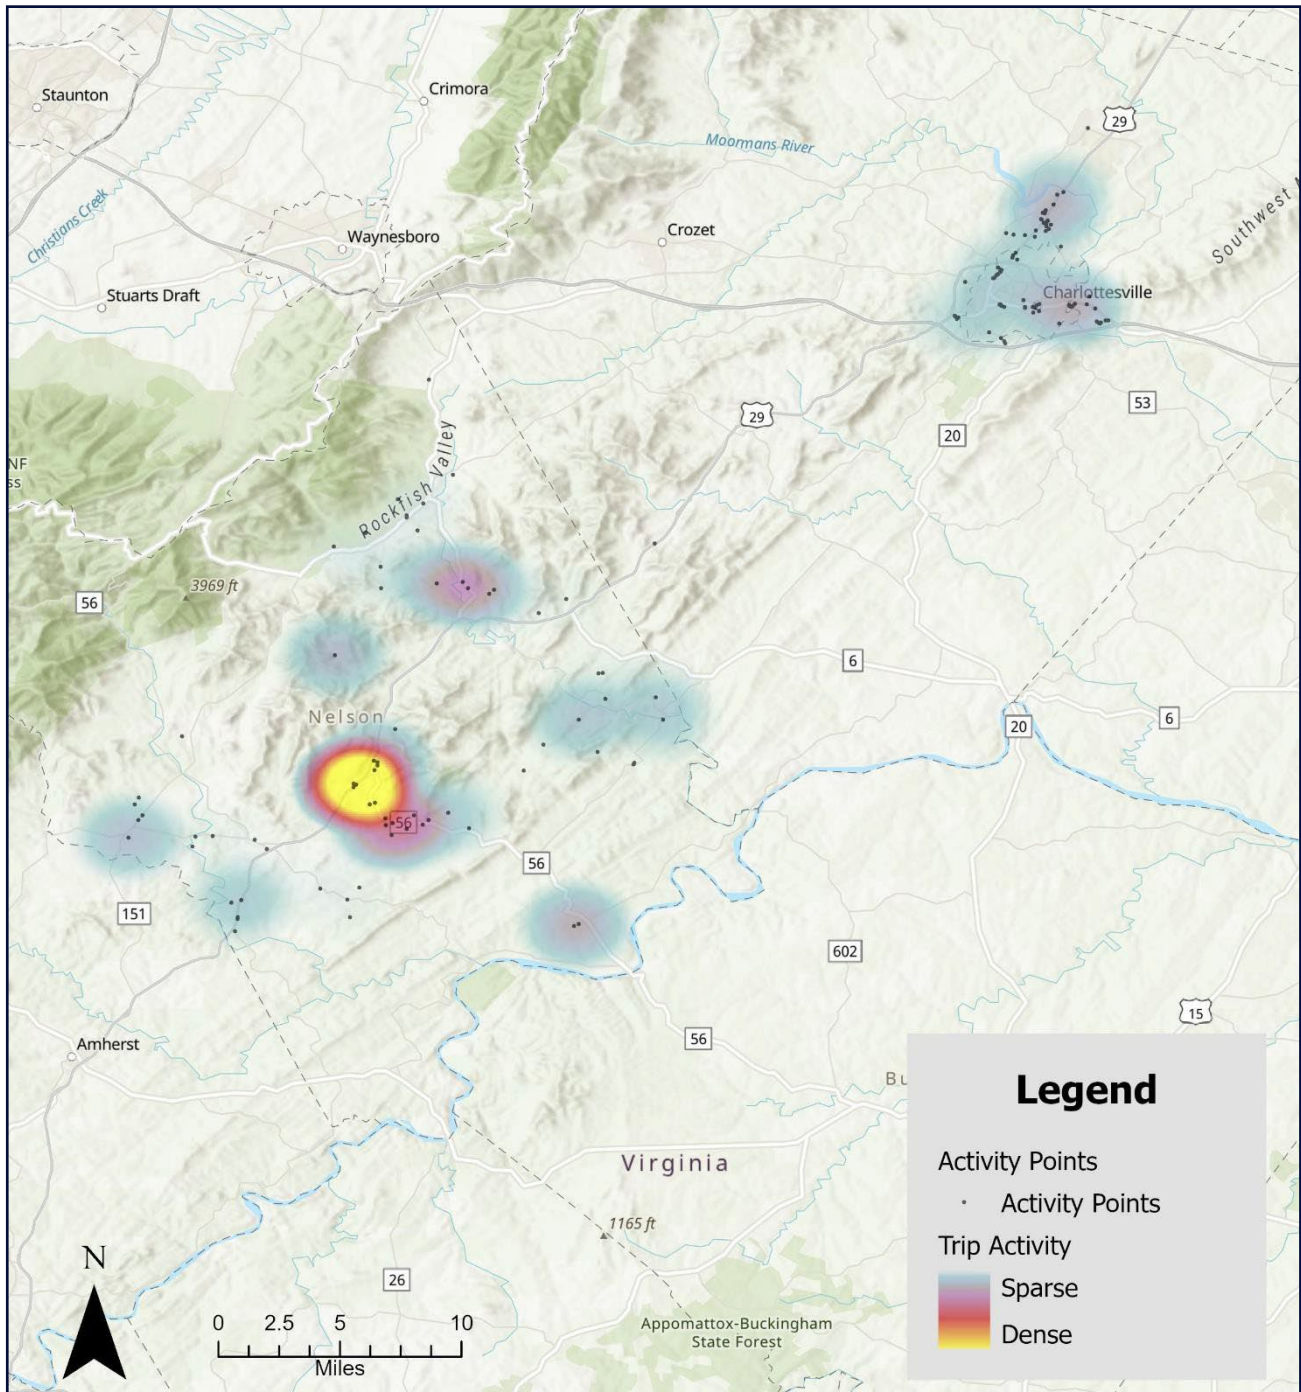 Staunton
Crimora
29
Moormans River
Christians Creek
Southwest
Waynesboro
Crozet
Stuarts Draft
Charlottesville
53
29
20
NF
ss
Rockfish Valley
3969 ft
56
6
Nelson
6
20
56
56
151
602
15
56
Amherst
Bu
Virginia
1165 ft
26
Appomattox-Buckingham
State Forest
N
0 2.5 5 10
Miles
Legend
Activity Points
Activity Points
Trip Activity
Sparse
Dense